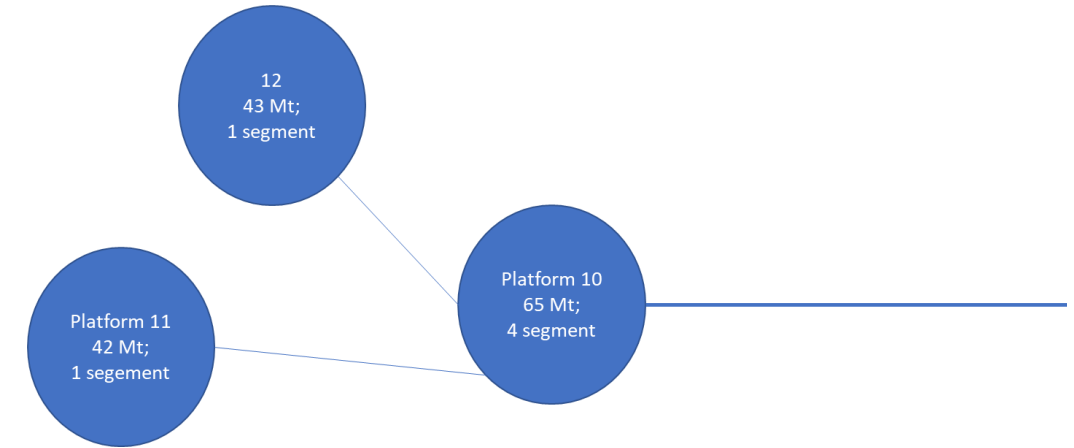 12
43 Mt;
1 segment
Platform 10
65 Mt;
4 segment
Platform 11
42 Mt;
1 segement